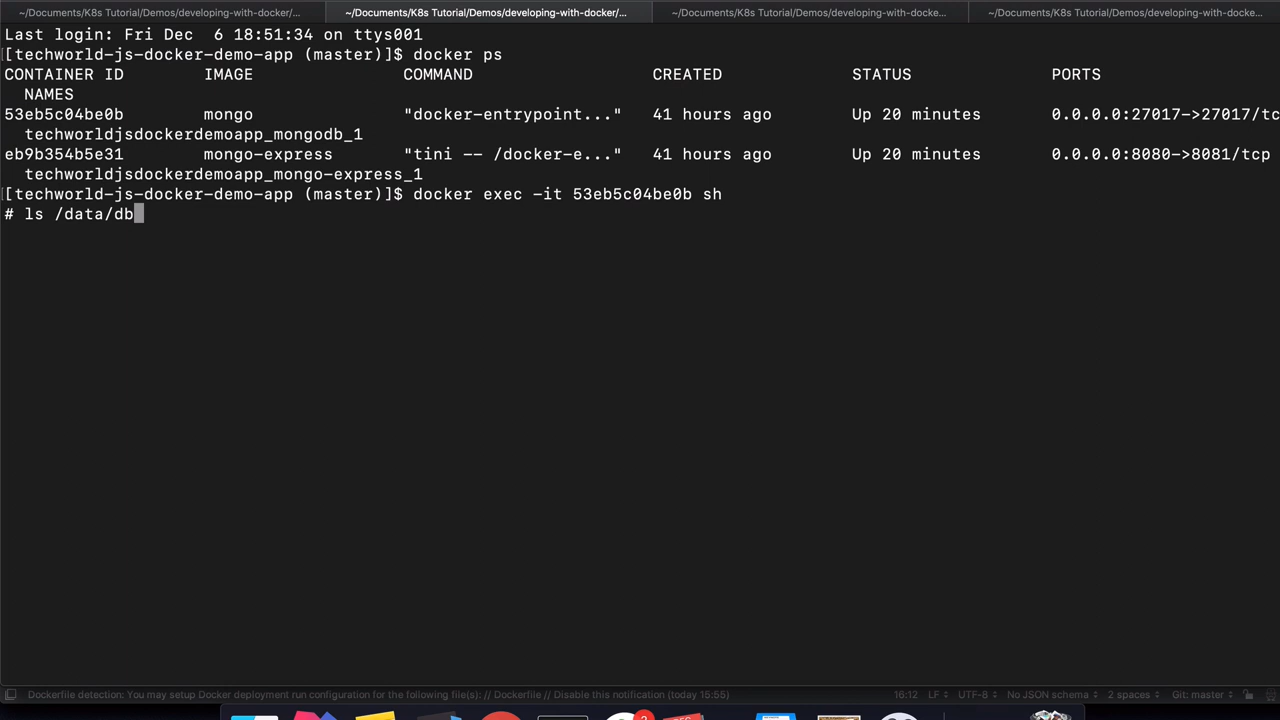 ~/Documents/K8s Tutorial/Demos/developing-with-docker/... ~/Documents/K8s Tutorial/Demos/developing-with-docker/... ~/Documents/K8s Tutorial/Demos/developing-with-docke... ~/Documents/K8s Tutorial/Demos/developing-with-docke...
Last login: Fri Dec  6 18:51:34 on ttys001
[[techworld-js-docker-demo-app (master)]$ docker ps
CONTAINER ID        IMAGE               COMMAND                  CREATED             STATUS              PORTS
  NAMES
53eb5c04be0b        mongo               "docker-entrypoint..."   41 hours ago        Up 20 minutes       0.0.0.0:27017->27017/tc
  techworldjsdockerdemoapp_mongodb_1
eb9b354b5e31        mongo-express       "tini -- /docker-e..."   41 hours ago        Up 20 minutes       0.0.0.0:8080->8081/tcp
  techworldjsdockerdemoapp_mongo-express_1
[[techworld-js-docker-demo-app (master)]$ docker exec -it 53eb5c04be0b sh
# ls /data/db
Dockerfile detection: You may setup Docker deployment run configuration for the following file(s): // Dockerfile // Disable this notification (today 15:55) 16:12 LF UTF-8 No JSON schema 2 spaces Git: master
2